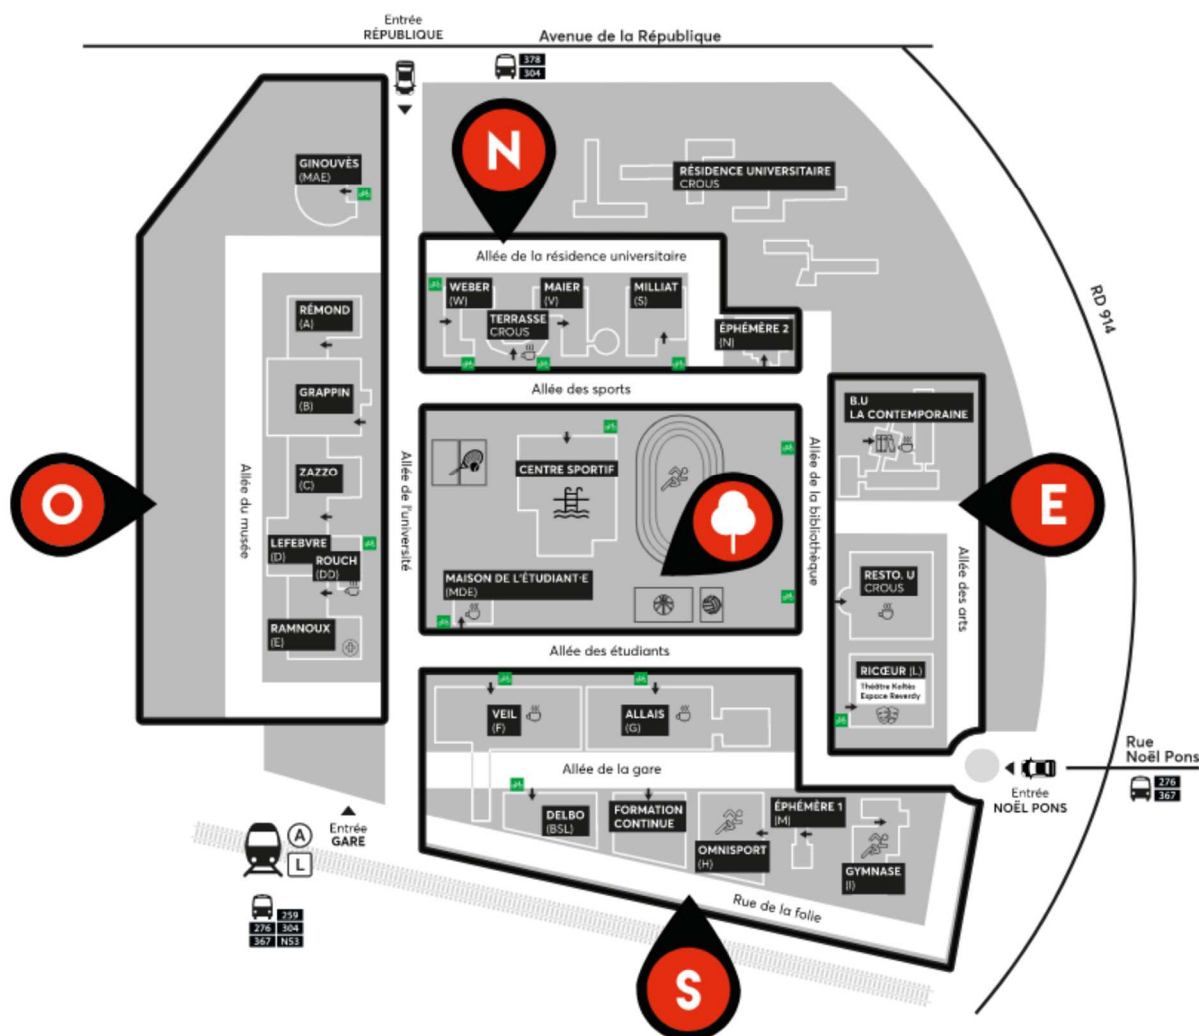 Entrée
RÉPUBLIQUE
Avenue de la République
378
304
N
GINOUVÈS
(MAE)
RÉSIDENCE UNIVERSITAIRE
CROUS
Allée de la résidence universitaire
WEBER
(W)
MAIER
(V)
MILLIAT
(S)
TERRASSE
CROUS
ÉPHÉMÈRE 2
(N)
RD 914
RÉMOND
(A)
GRAPPIN
(B)
ZAZZO
(C)
LEFEBVRE
(D)
ROUCH
(DD)
RAMNOUX
(E)
O
Allée du musée
Allée de l'université
Allée des sports
CENTRE SPORTIF
MAISON DE L'ÉTUDIANT·E
(MDE)
Allée de la bibliothèque
B.U
LA CONTEMPORAINE
E
RESTO. U
CROUS
Allée des arts
RICŒUR (L)
Théâtre Koltès
Espace Reverdy
Allée des étudiants
VEIL
(F)
ALLAIS
(G)
Allée de la gare
DELBO
(BSL)
FORMATION
CONTINUE
OMNISPORT
(H)
ÉPHÉMÈRE 1
(M)
GYMNASE
(I)
Rue de la folie
Rue
Noël Pons
276
367
Entrée
NOËL PONS
Entrée
GARE
A
L
259
276 304
367 N53
S